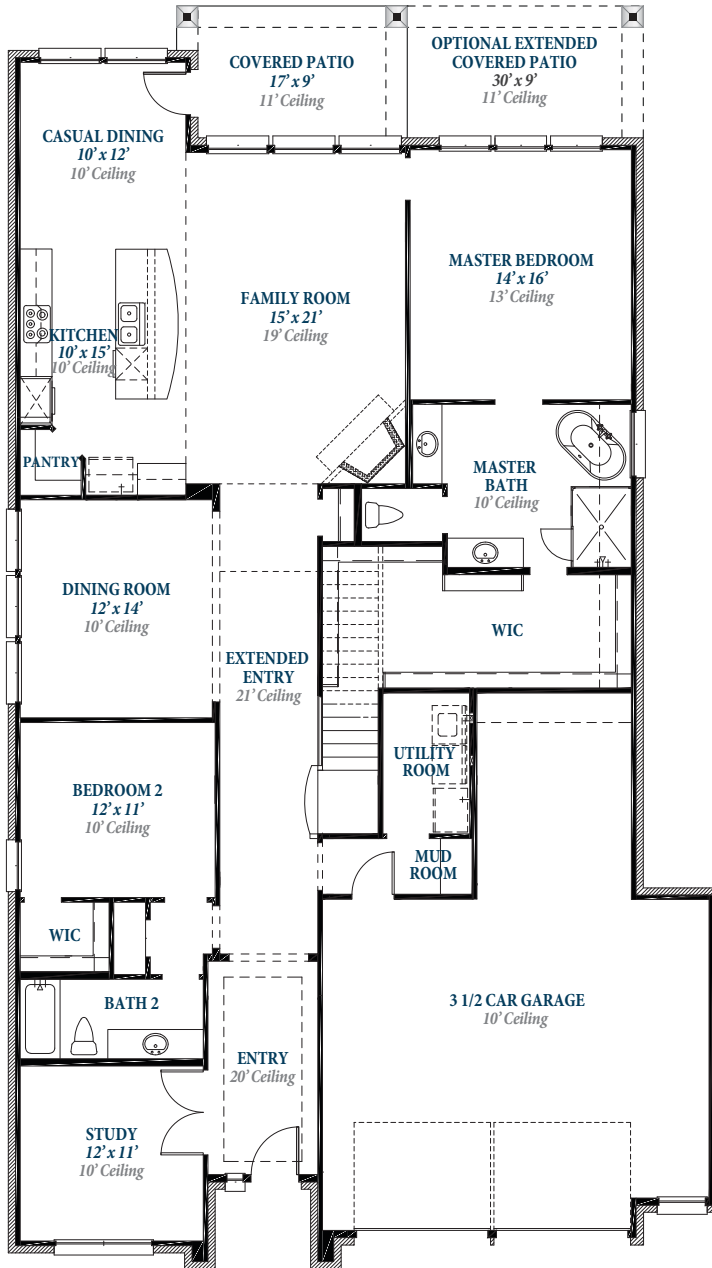 COVERED PATIO
17' x 9'
11' Ceiling
OPTIONAL EXTENDED
COVERED PATIO
30' x 9'
11' Ceiling
CASUAL DINING
10' x 12'
10' Ceiling
MASTER BEDROOM
14' x 16'
13' Ceiling
FAMILY ROOM
15' x 21'
19' Ceiling
KITCHEN
10' x 15'
10' Ceiling
PANTRY
MASTER
BATH
10' Ceiling
DINING ROOM
12' x 14'
10' Ceiling
WIC
EXTENDED
ENTRY
21' Ceiling
UTILITY
ROOM
BEDROOM 2
12' x 11'
10' Ceiling
MUD
ROOM
WIC
BATH 2
3 1/2 CAR GARAGE
10' Ceiling
ENTRY
20' Ceiling
STUDY
12' x 11'
10' Ceiling